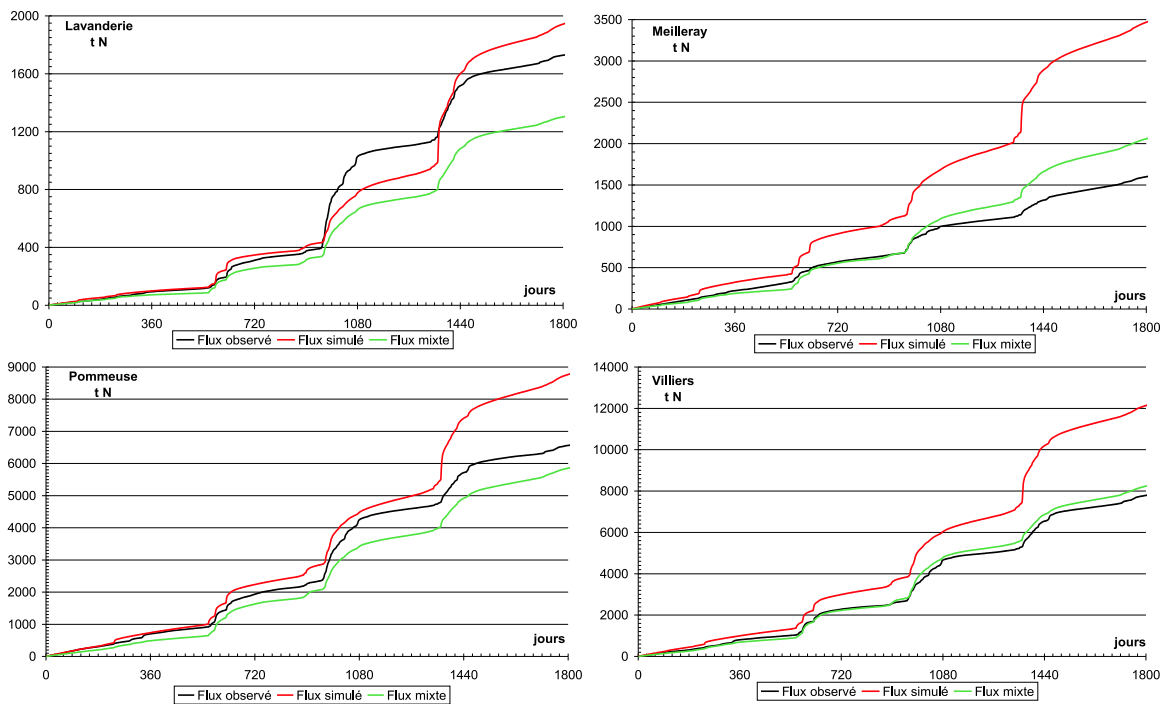 Lavanderie
t N
2000
1600
1200
800
400
0
0 360 720 1080 1440 1800
jours
Flux observé Flux simulé Flux mixte
Meilleray
t N
3500
3000
2500
2000
1500
1000
500
0
0 360 720 1080 1440 1800
jours
Flux observé Flux simulé Flux mixte
Pommeuse
t N
9000
8000
7000
6000
5000
4000
3000
2000
1000
0
0 360 720 1080 1440 1800
jours
Flux observé Flux simulé Flux mixte
Villiers
t N
14000
12000
10000
8000
6000
4000
2000
0
0 360 720 1080 1440 1800
jours
Flux observé Flux simulé Flux mixte